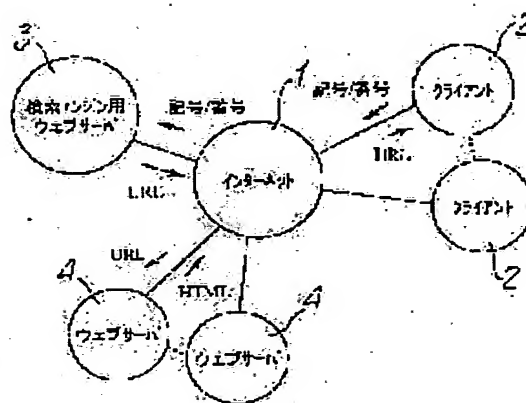 3
検索エンジン用
ウェブサーバ
記号/番号
URL
1
インターネット
記号/番号
URL
2
クライアント
クライアント
2
URL
HTML
4
ウェブサーバ
4
ウェブサーバ